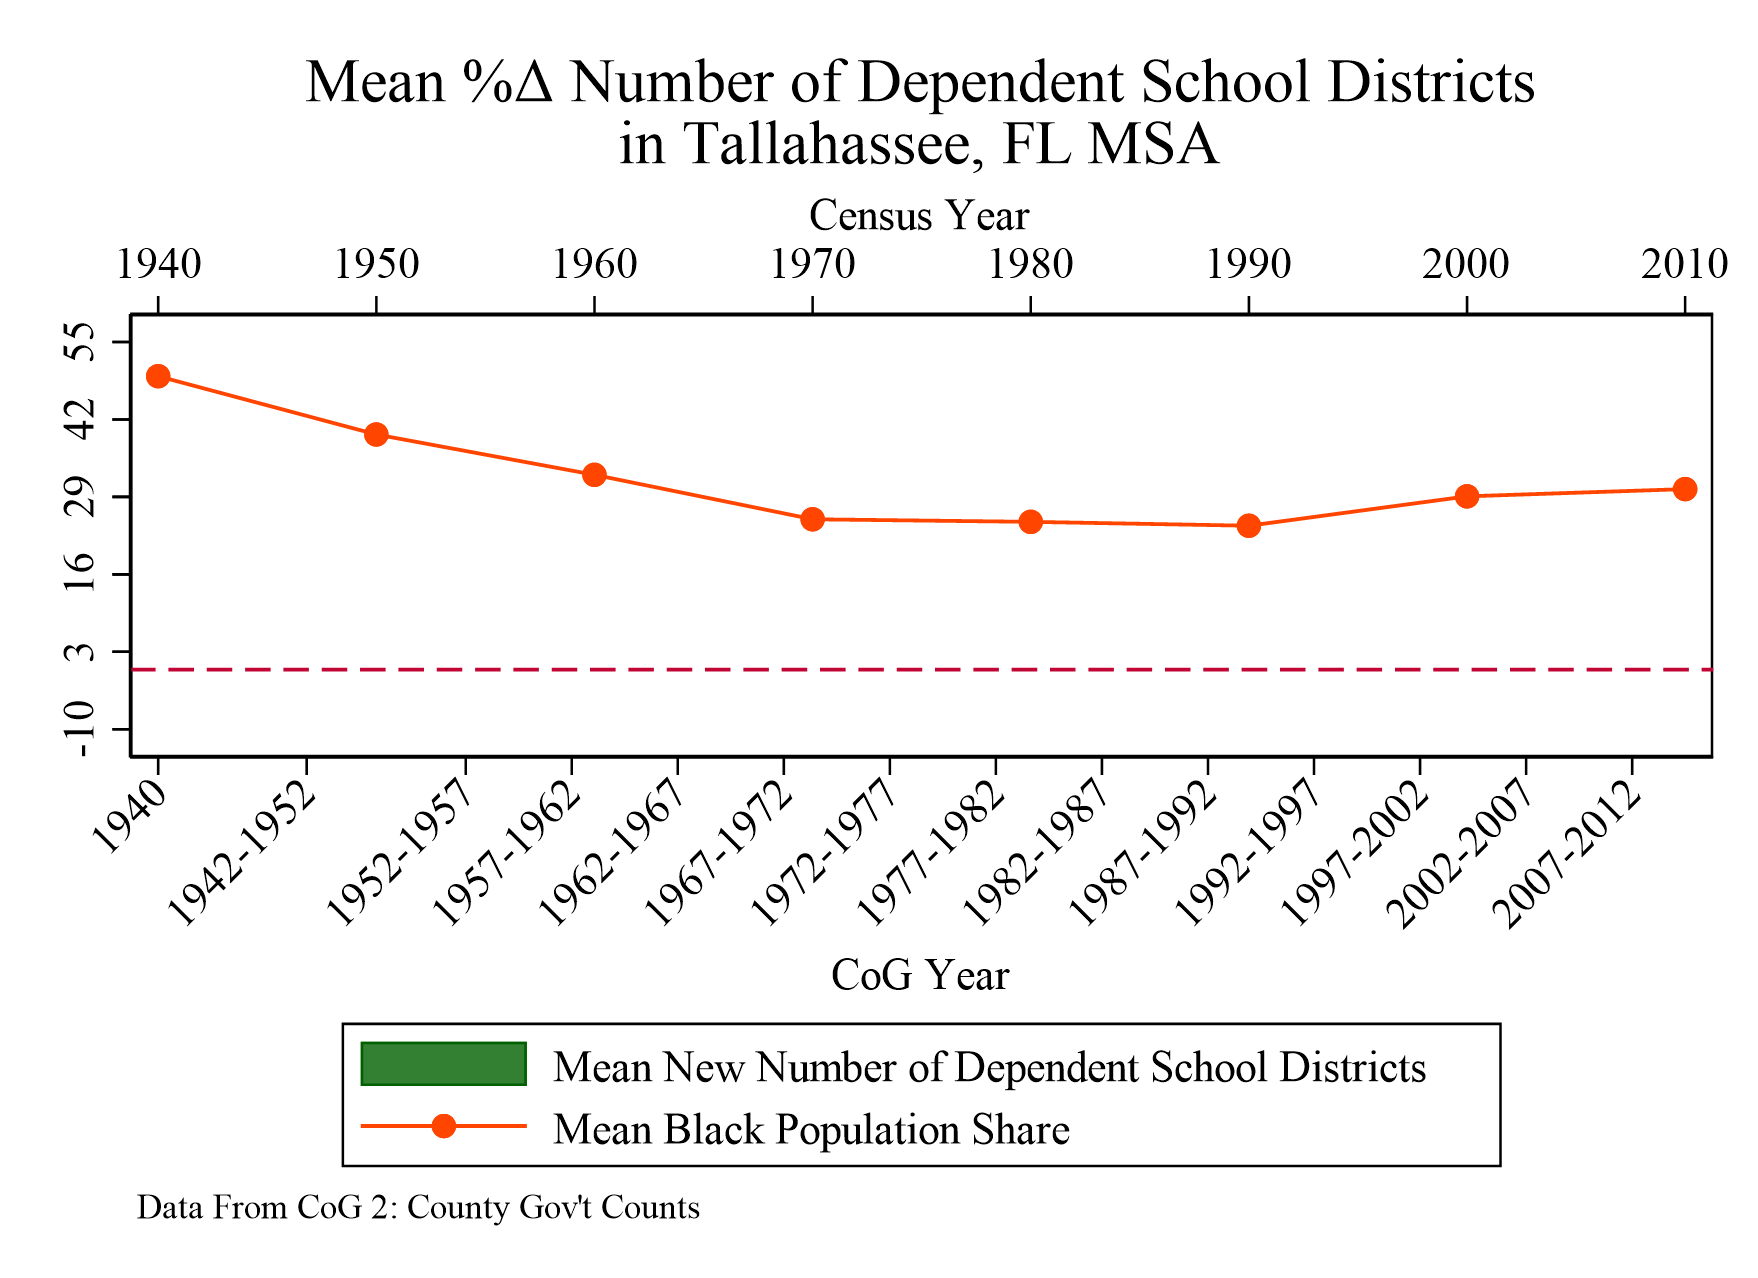 Mean %Δ Number of Dependent School Districts
in Tallahassee, FL MSA
Census Year
1940 1950 1960 1970 1980 1990 2000 2010
55
42
29
16
3
-10
1940 1942-1952 1952-1957 1957-1962 1962-1967 1967-1972 1972-1977 1977-1982 1982-1987 1987-1992 1992-1997 1997-2002 2002-2007 2007-2012
CoG Year
Mean New Number of Dependent School Districts
Mean Black Population Share
Data From CoG 2: County Gov't Counts